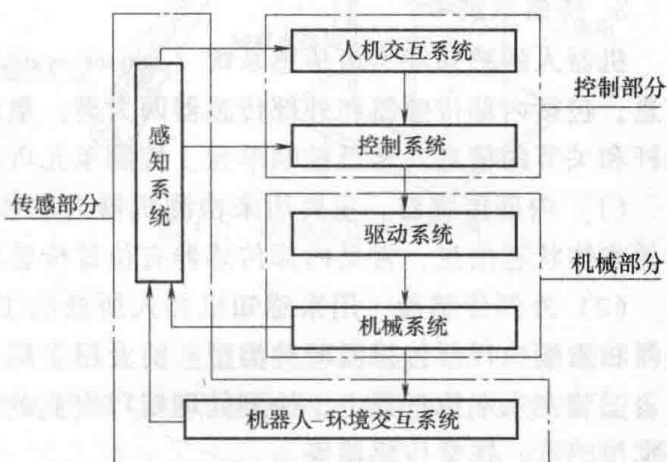 人机交互系统
控制部分
感知系统
控制系统
传感部分
驱动系统
机械部分
机械系统
机器人-环境交互系统